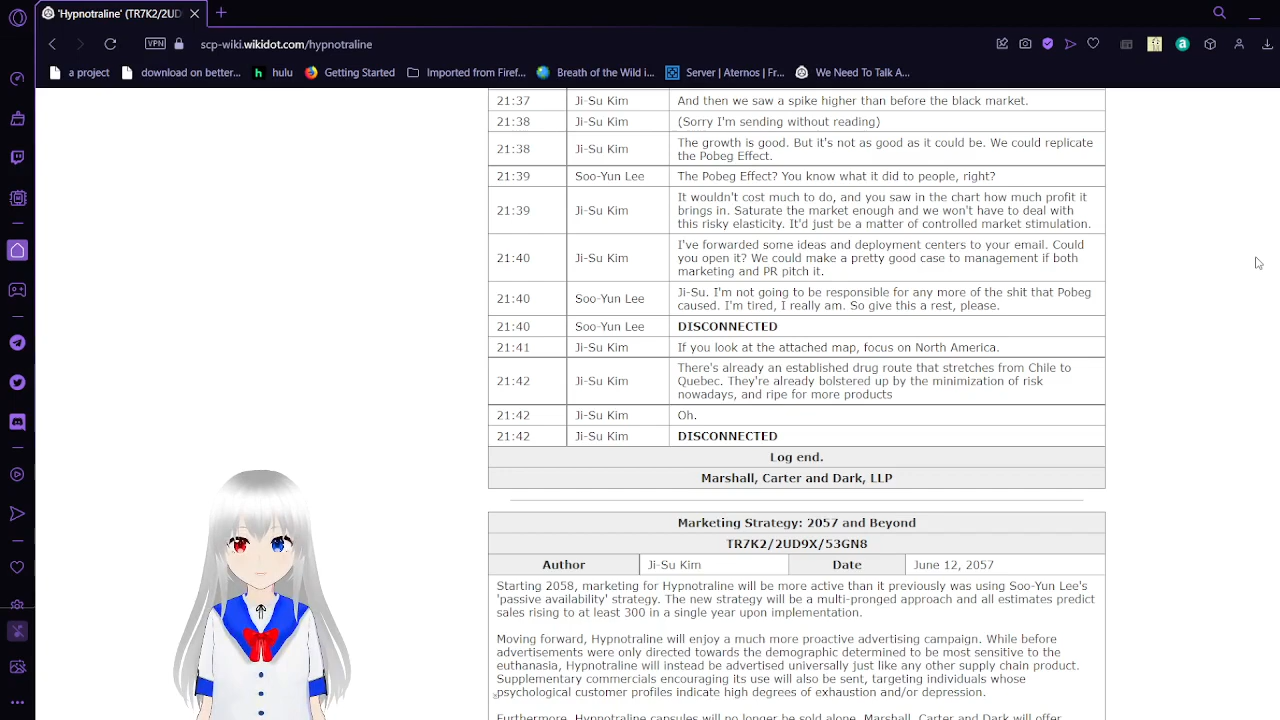 'Hypnotraline' (TR7K2/2UD
VPN
scp-wiki.wikidot.com/hypnotraline
a project
download on better...
hulu
Getting Started
Imported from Firef...
Breath of the Wild i...
Server | Aternos | Fr...
We Need To Talk A...
21:37 Ji-Su Kim And then we saw a spike higher than before the black market.
21:38 Ji-Su Kim (Sorry I'm sending without reading)
21:38 Ji-Su Kim The growth is good. But it's not as good as it could be. We could replicate
the Pobeg Effect.
21:39 Soo-Yun Lee The Pobeg Effect? You know what it did to people, right?
21:39 Ji-Su Kim It wouldn't cost much to do, and you saw in the chart how much profit it
brings in. Saturate the market enough and we won't have to deal with
this risky elasticity. It'd just be a matter of controlled market stimulation.
21:40 Ji-Su Kim I've forwarded some ideas and deployment centers to your email. Could
you open it? We could make a pretty good case to management if both
marketing and PR pitch it.
21:40 Soo-Yun Lee Ji-Su. I'm not going to be responsible for any more of the shit that Pobeg
caused. I'm tired, I really am. So give this a rest, please.
21:40 Soo-Yun Lee DISCONNECTED
21:41 Ji-Su Kim If you look at the attached map, focus on North America.
21:42 Ji-Su Kim There's already an established drug route that stretches from Chile to
Quebec. They're already bolstered up by the minimization of risk
nowadays, and ripe for more products
21:42 Ji-Su Kim Oh.
21:42 Ji-Su Kim DISCONNECTED
Log end.
Marshall, Carter and Dark, LLP
Marketing Strategy: 2057 and Beyond
TR7K2/2UD9X/53GN8
Author Ji-Su Kim Date June 12, 2057
Starting 2058, marketing for Hypnotraline will be more active than it previously was using Soo-Yun Lee's
'passive availability' strategy. The new strategy will be a multi-pronged approach and all estimates predict
sales rising to at least 300 in a single year upon implementation.
Moving forward, Hypnotraline will enjoy a much more proactive advertising campaign. While before
advertisements were only directed towards the demographic determined to be most sensitive to the
euthanasia, Hypnotraline will instead be advertised universally just like any other supply chain product.
Supplementary commercials encouraging its use will also be sent, targeting individuals whose
psychological customer profiles indicate high degrees of exhaustion and/or depression.
Furthermore, Hypnotraline capsules will no longer be sold alone. Marshall, Carter and Dark will offer